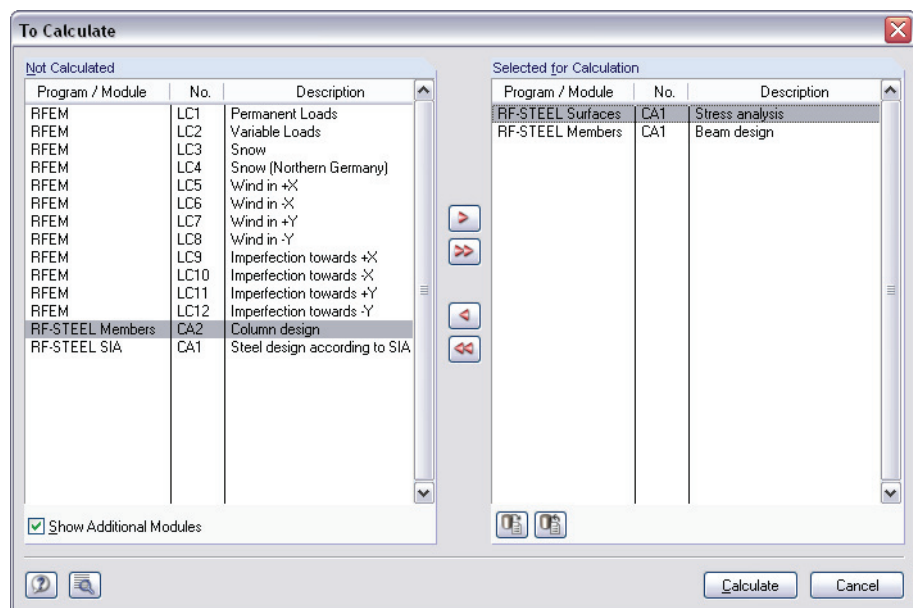 To Calculate
Not Calculated
Program / Module No. Description
RFEM LC1 Permanent Loads
RFEM LC2 Variable Loads
RFEM LC3 Snow
RFEM LC4 Snow (Northern Germany)
RFEM LC5 Wind in +X
RFEM LC6 Wind in -X
RFEM LC7 Wind in +Y
RFEM LC8 Wind in -Y
RFEM LC9 Imperfection towards +X
RFEM LC10 Imperfection towards -X
RFEM LC11 Imperfection towards +Y
RFEM LC12 Imperfection towards -Y
RF-STEEL Members CA2 Column design
RF-STEEL SIA CA1 Steel design according to SIA
Show Additional Modules
> 
>>
<
<<
Selected for Calculation
Program / Module No. Description
RF-STEEL Surfaces CA1 Stress analysis
RF-STEEL Members CA1 Beam design
Calculate Cancel